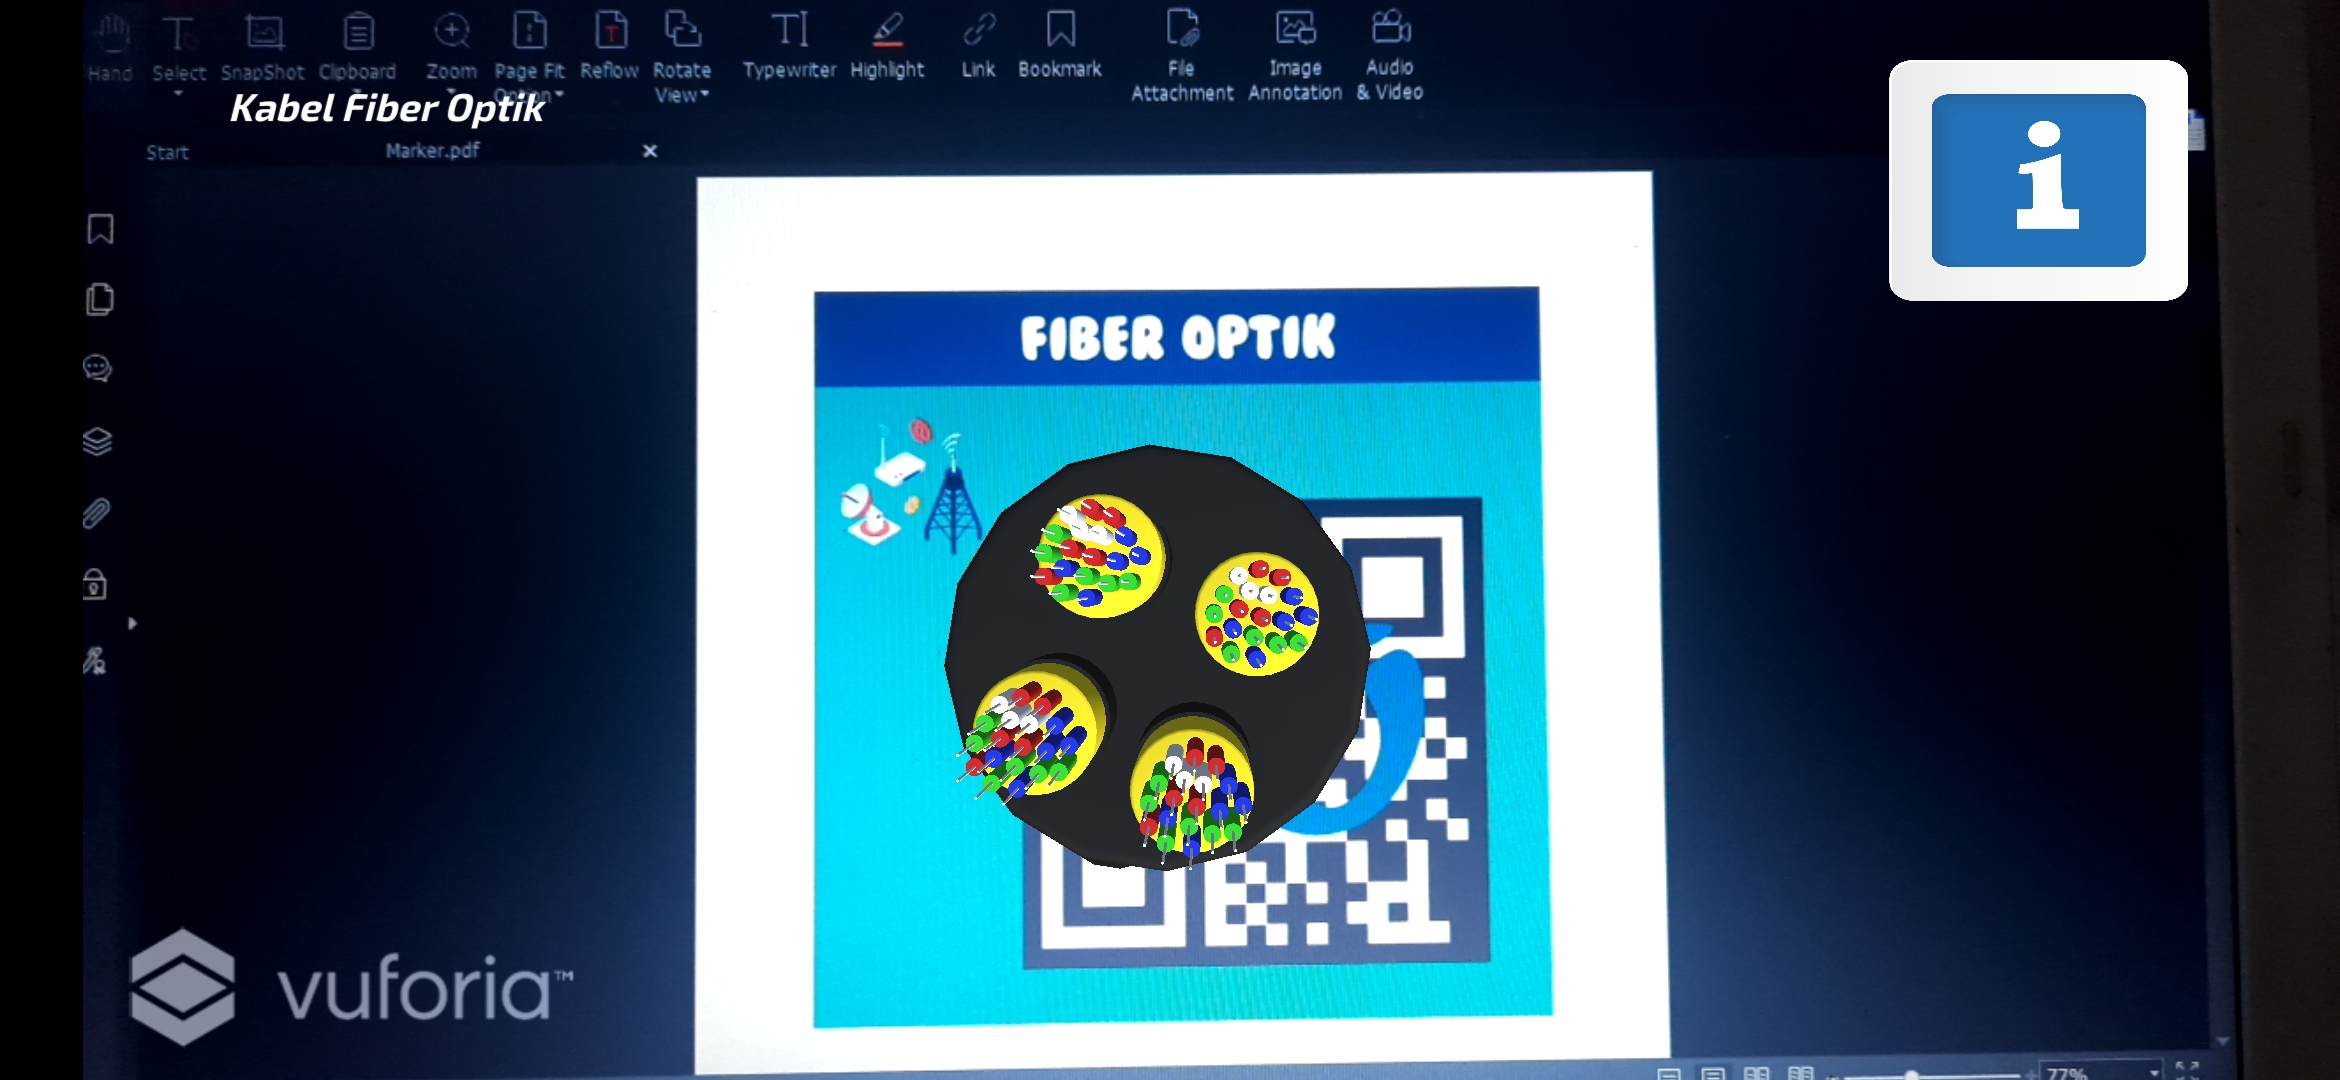 Hand Select SnapShot Clipboard Zoom Page Fit Option Reflow Rotate View Typewriter Highlight Link Bookmark File Attachment Image Annotation Audio & Video
Kabel Fiber Optik
Start Marker.pdf
i
FIBER OPTIK
vuforia™
77%